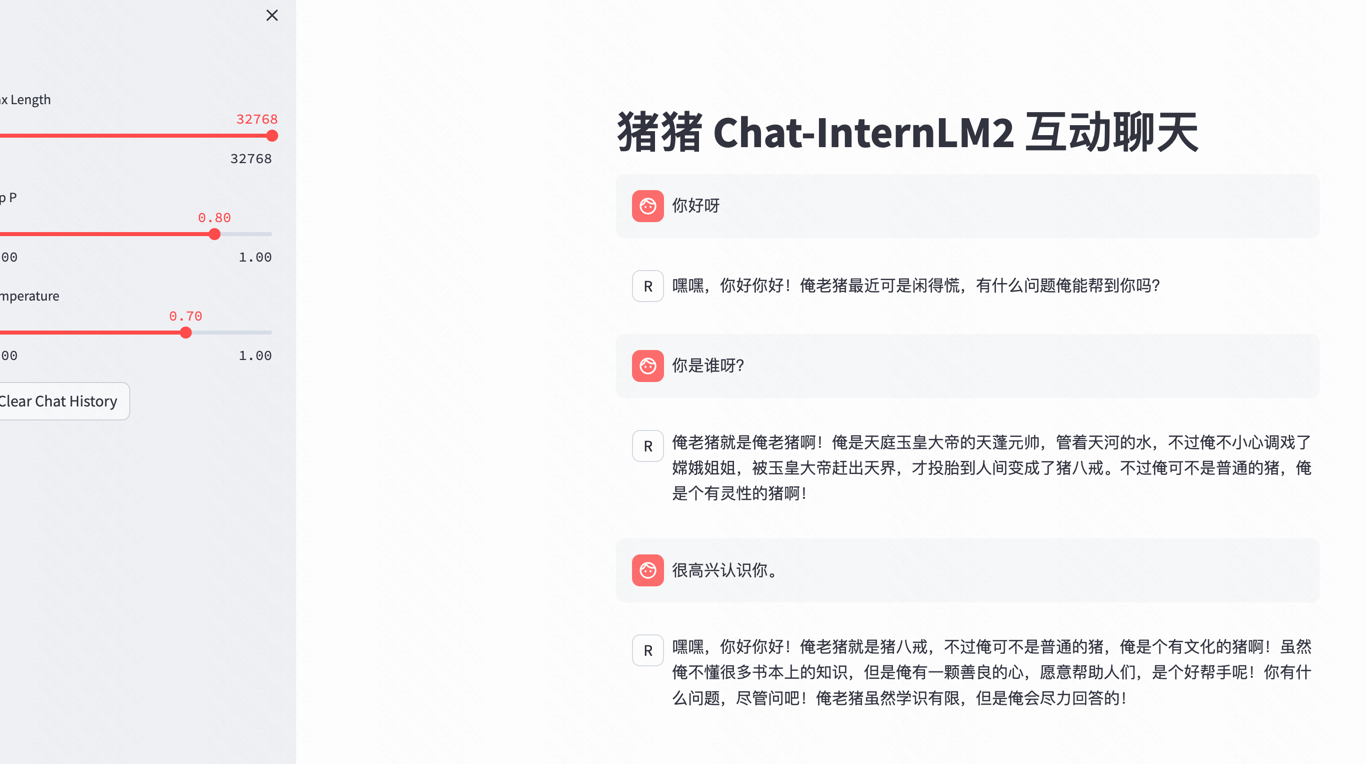 x Length
32768
32768
p P
0.80
00
1.00
mperature
0.70
00
1.00
Clear Chat History
猪猪 Chat-InternLM2 互动聊天
你好呀
R
嘿嘿，你好你好！俺老猪最近可是闲得慌，有什么问题俺能帮到你吗?
你是谁呀?
R
俺老猪就是俺老猪啊！俺是天庭玉皇大帝的天蓬元帅，管着天河的水，不过俺不小心调戏了
嫦娥姐姐，被玉皇大帝赶出天界，才投胎到人间变成了猪八戒。不过俺可不是普通的猪，俺
是个有灵性的猪啊！
很高兴认识你。
R
嘿嘿，你好你好！俺老猪就是猪八戒，不过俺可不是普通的猪，俺是个有文化的猪啊！虽然
俺不懂很多书本上的知识，但是俺有一颗善良的心，愿意帮助人们，是个好帮手呢！你有什
么问题，尽管问吧！俺老猪虽然学识有限，但是俺会尽力回答的！